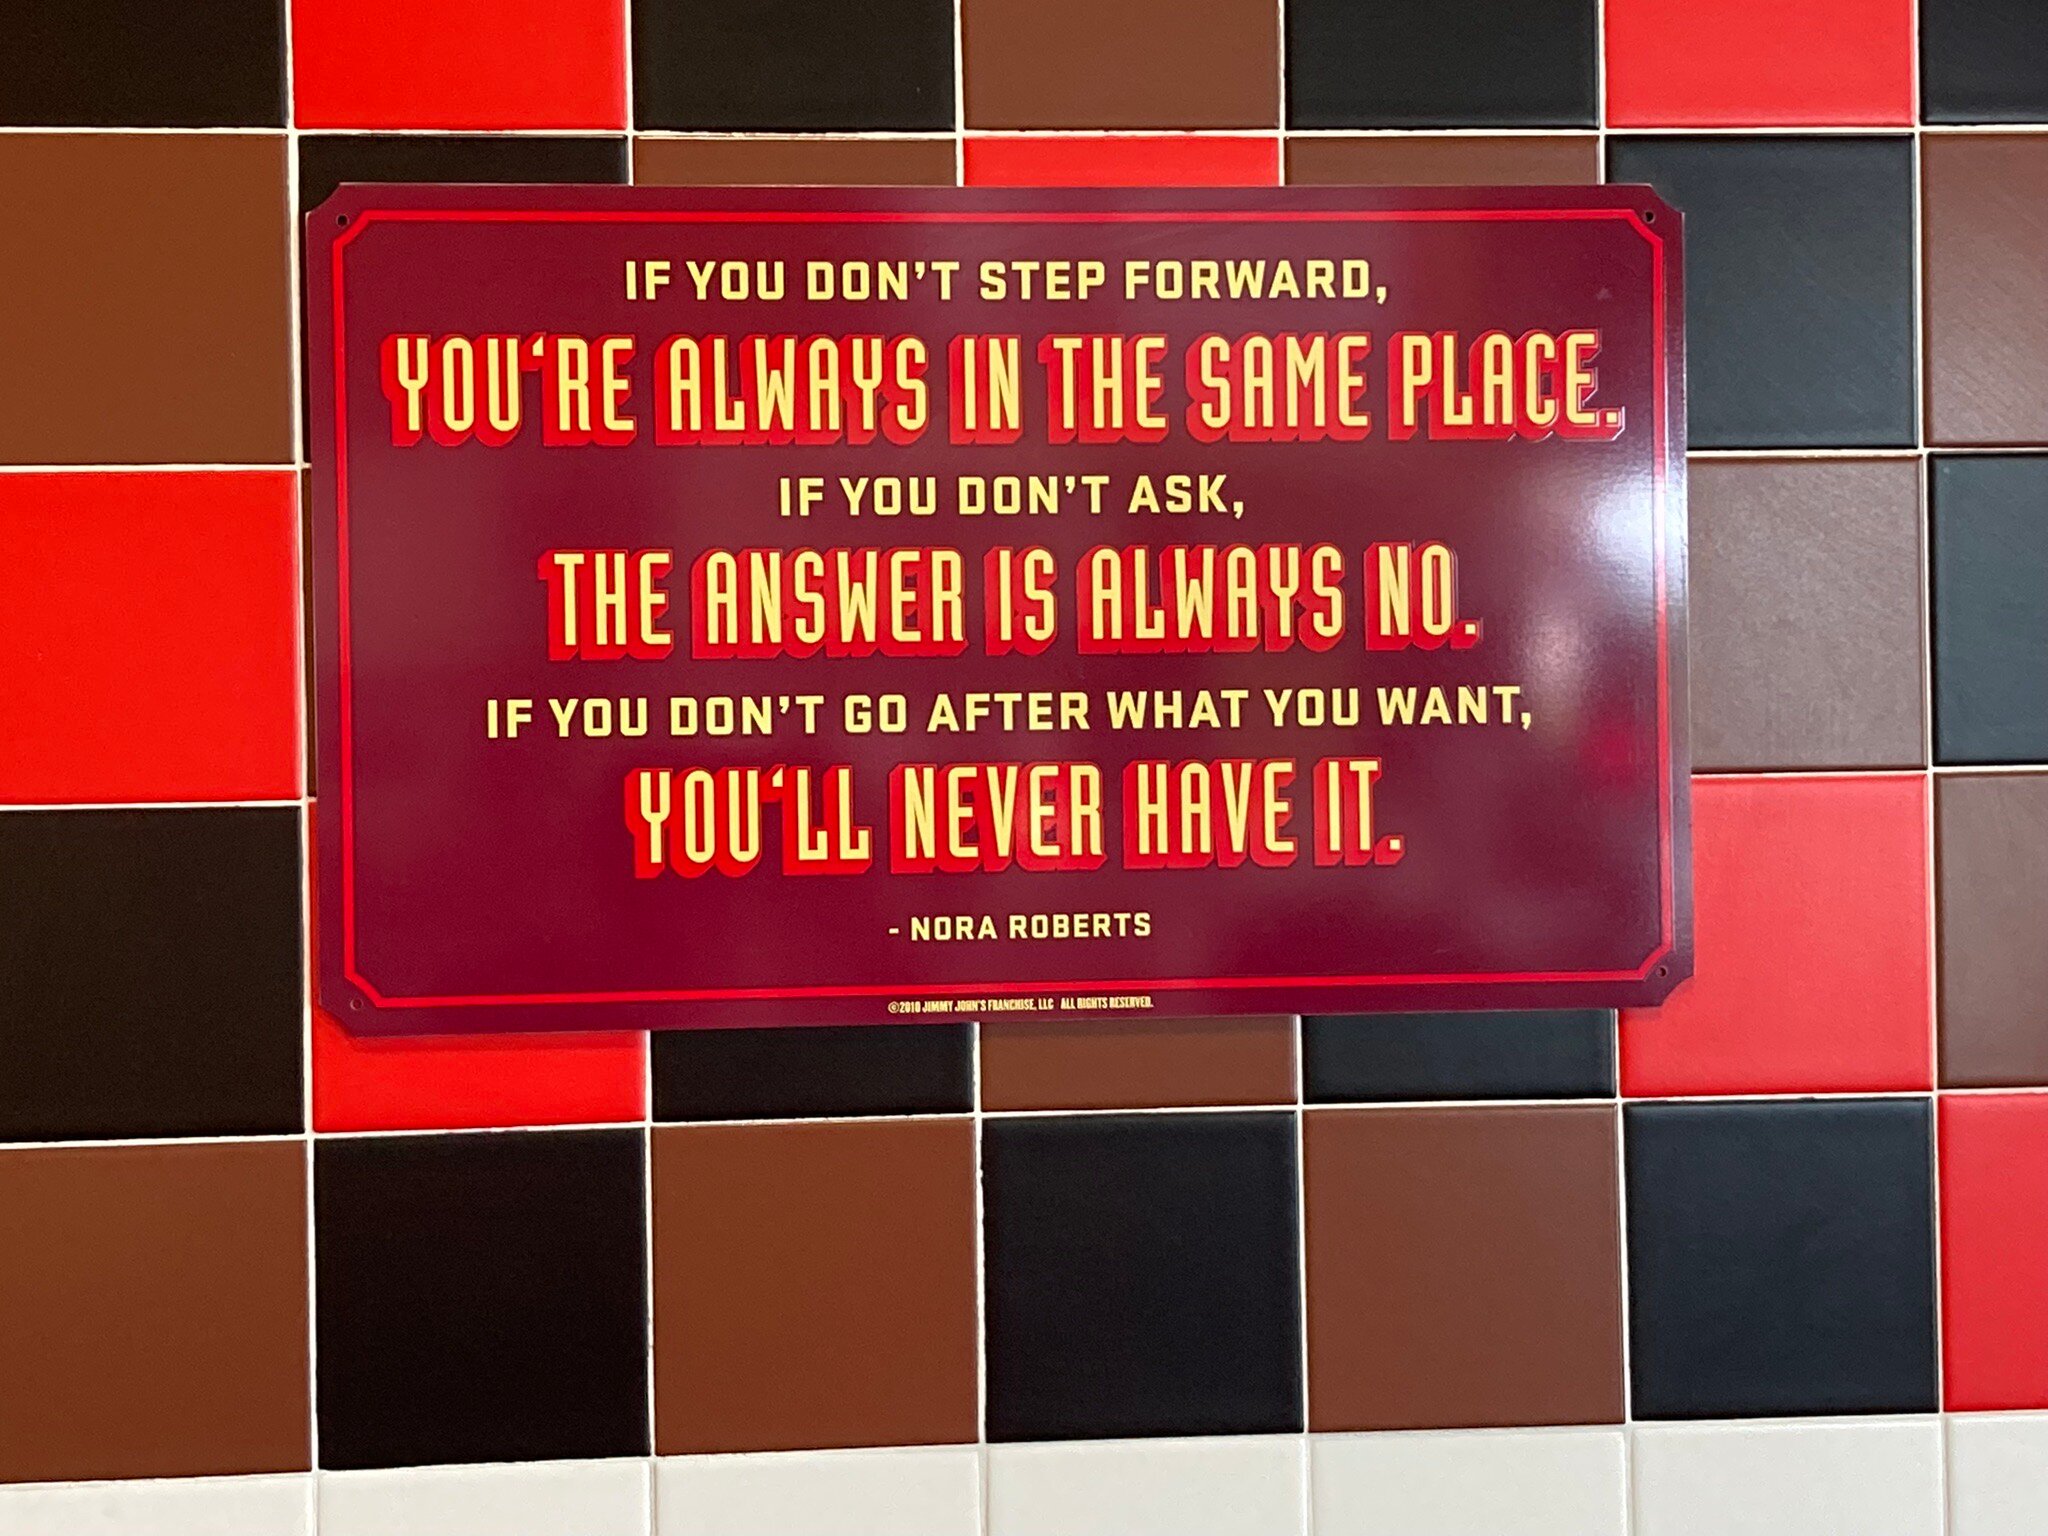 IF YOU DON'T STEP FORWARD,
YOU‘RE ALWAYS IN THE SAME PLACE.
IF YOU DON'T ASK,
THE ANSWER IS ALWAYS NO.
IF YOU DON'T GO AFTER WHAT YOU WANT,
YOU‘LL NEVER HAVE IT.
- NORA ROBERTS
©2010 JIMMY JOHN'S FRANCHISE, LLC ALL RIGHTS RESERVED.